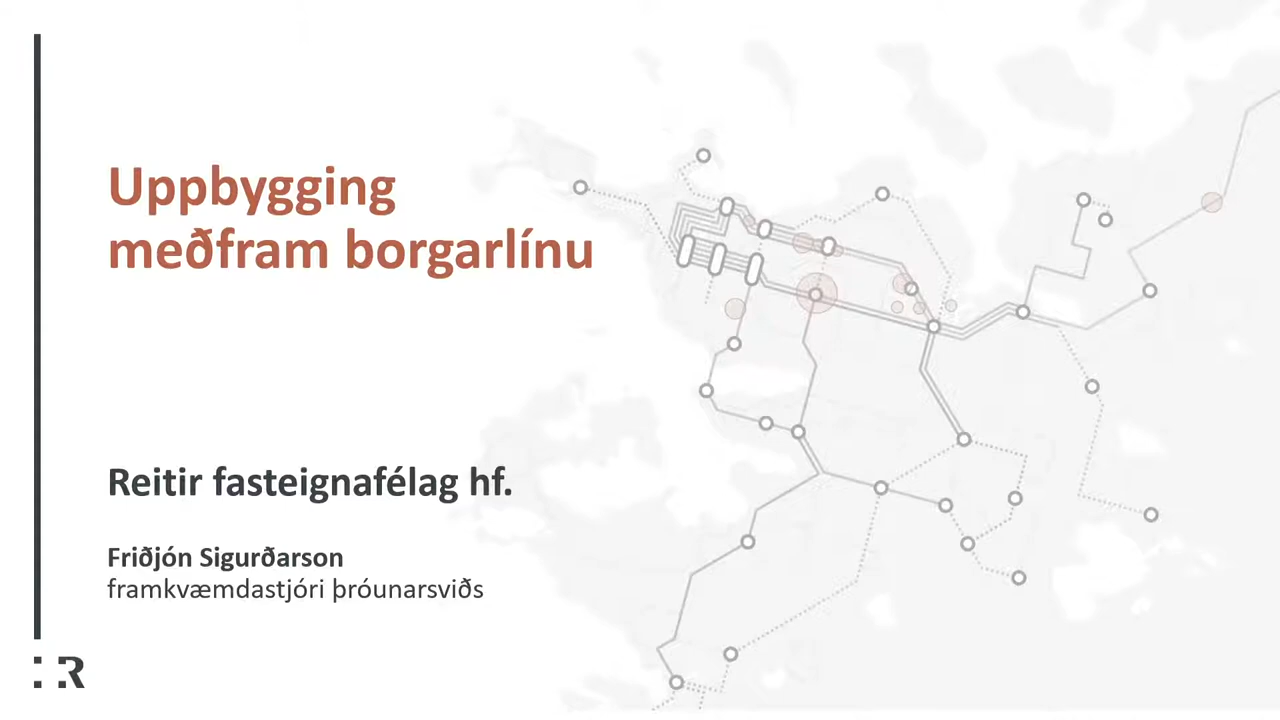 Uppbygging
meðfram borgarlínu
Reitir fasteignafélag hf.
Friðjón Sigurðarson
framkvæmdastjóri þróunarsviðs
R